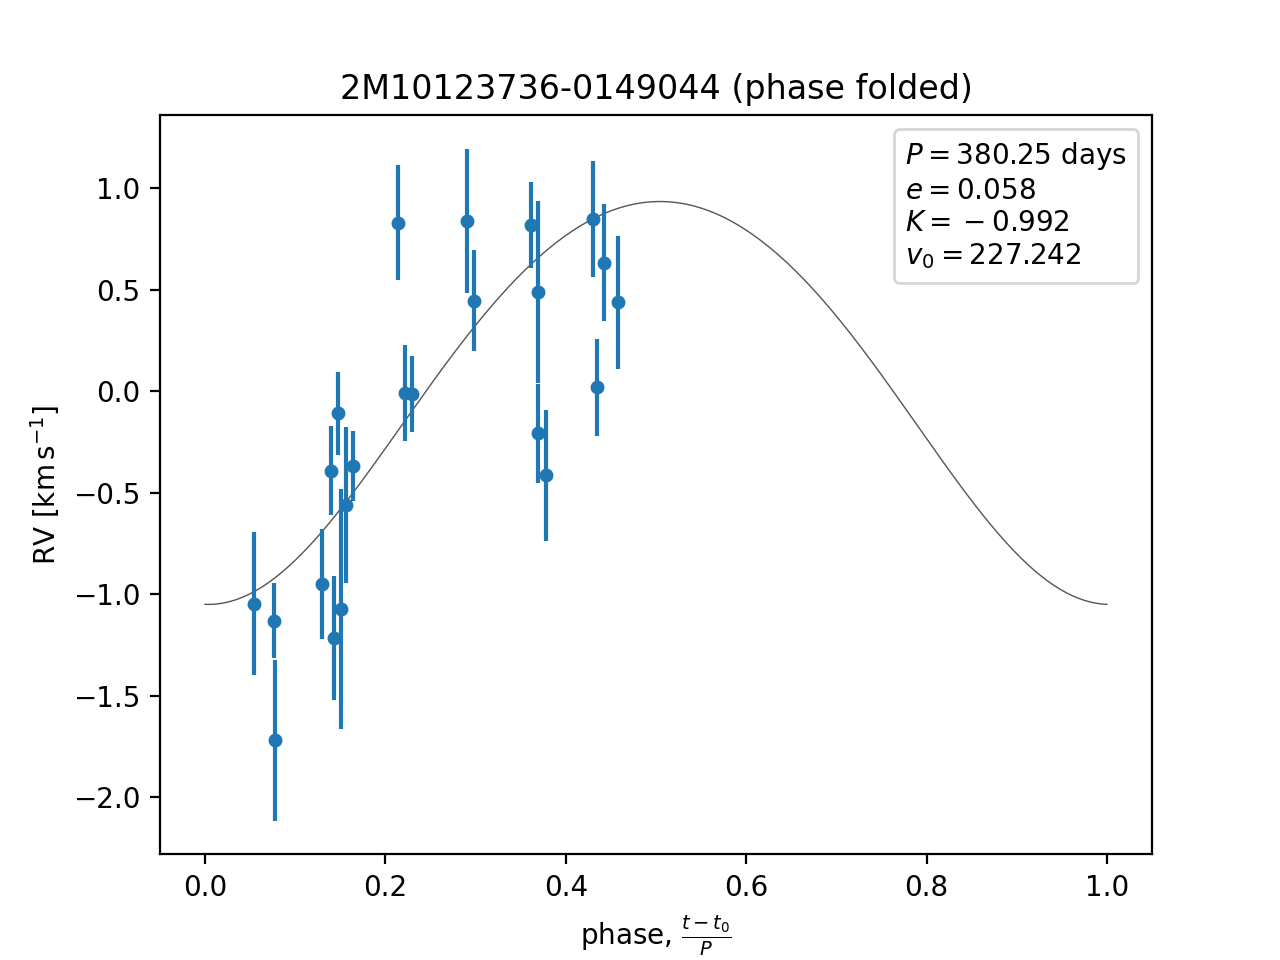 2M10123736-0149044 (phase folded)
P = 380.25 days
e = 0.058
K = −0.992
v₀ = 227.242
1.0
0.5
0.0
−0.5
−1.0
−1.5
−2.0
RV [km s⁻¹]
0.0 0.2 0.4 0.6 0.8 1.0
phase, (t − t₀)/P